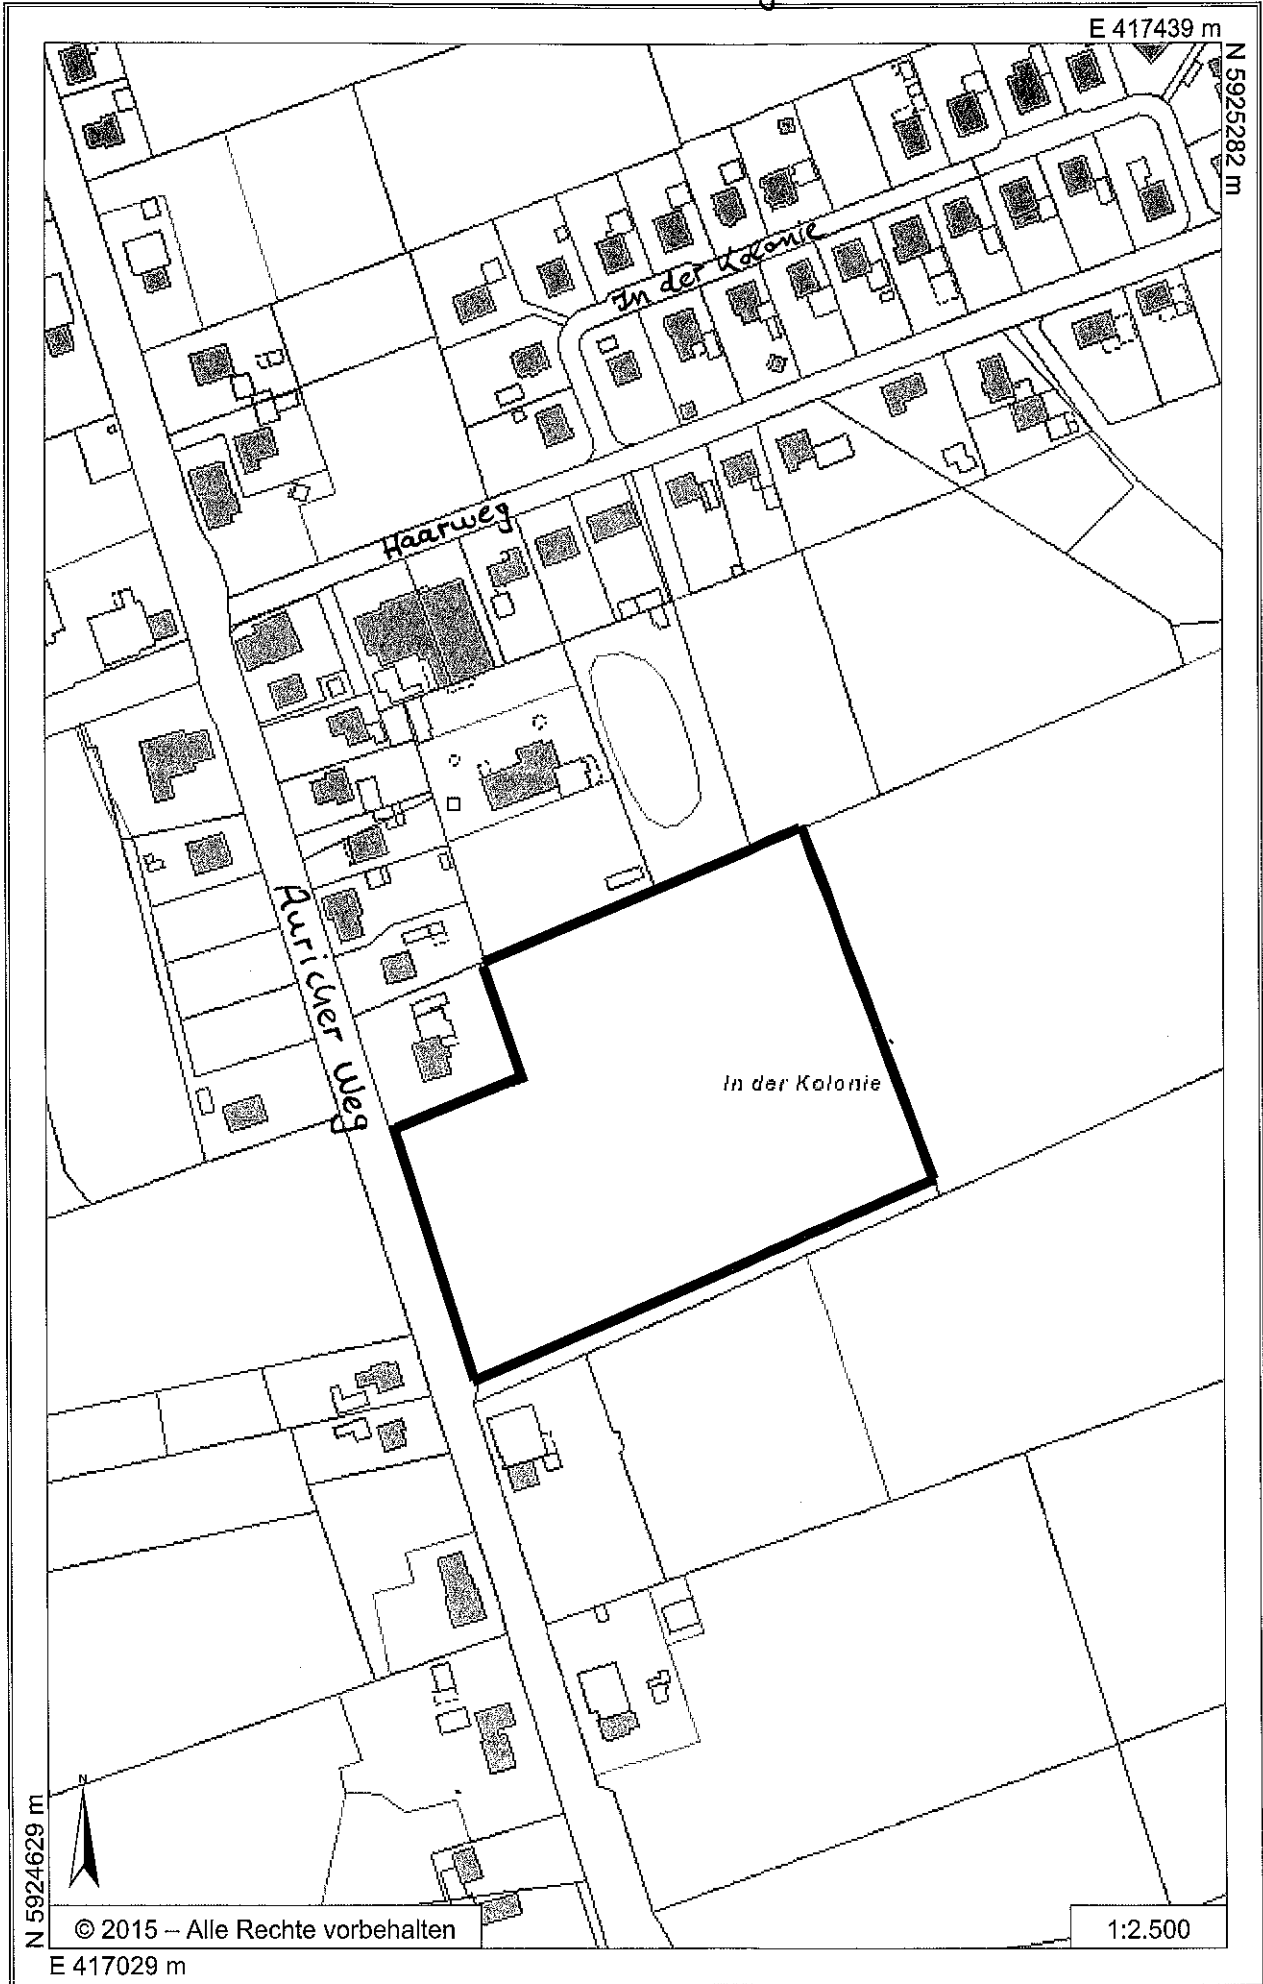 E 417439 m
N 5925282 m
In der Kolonie
Haarweg
Auricher Weg
In der Kolonie
N
N 5924629 m
© 2015 – Alle Rechte vorbehalten
1:2.500
E 417029 m